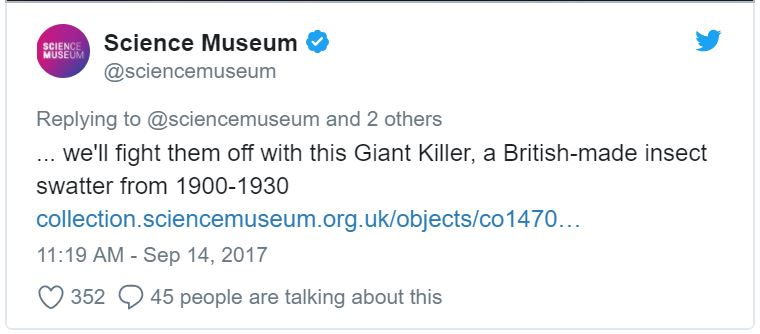 SCIENCE
MUSEUM
Science Museum
@sciencemuseum
Replying to @sciencemuseum and 2 others
... we'll fight them off with this Giant Killer, a British-made insect
swatter from 1900-1930
collection.sciencemuseum.org.uk/objects/co1470…
11:19 AM - Sep 14, 2017
352 45 people are talking about this